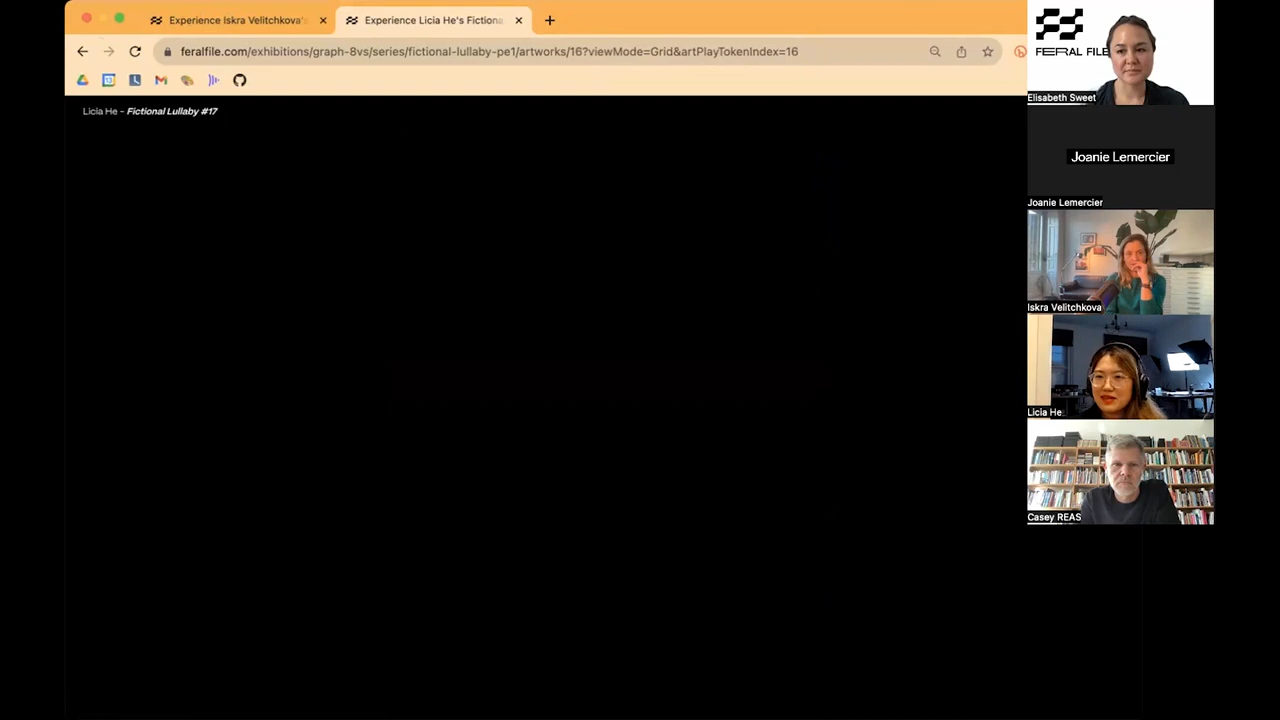 Experience Iskra Velitchkova's
Experience Licia He's Fictiona
feralfile.com/exhibitions/graph-8vs/series/fictional-lullaby-pe1/artworks/16?viewMode=Grid&artPlayTokenIndex=16
Licia He – Fictional Lullaby #17
FERAL FILE
Elisabeth Sweet
Joanie Lemercier
Joanie Lemercier
Iskra Velitchkova
Licia He
Casey REAS